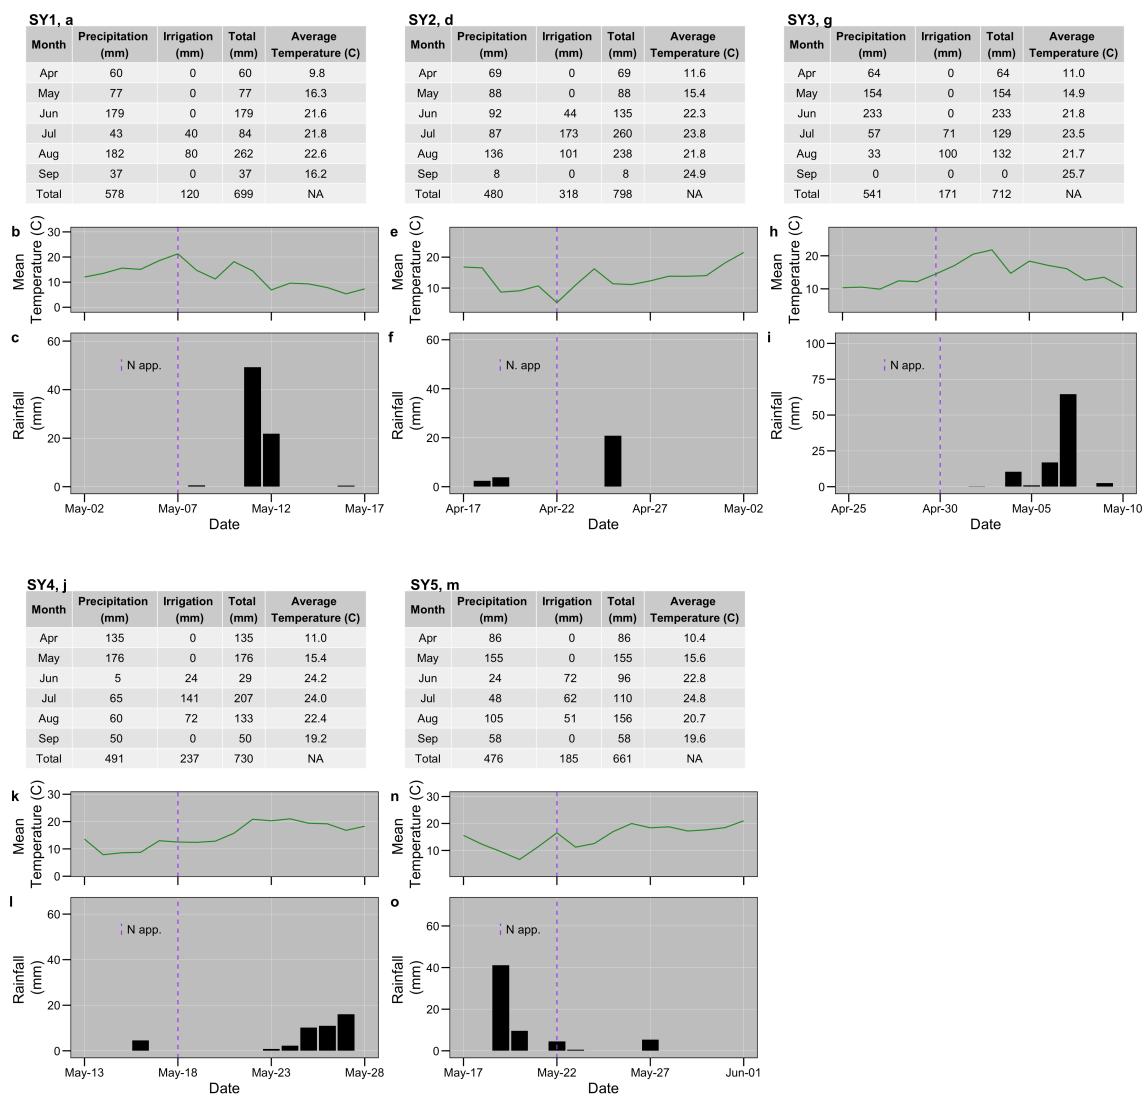 SY1, a
Month Precipitation (mm) Irrigation (mm) Total (mm) Average Temperature (C)
Apr 60 0 60 9.8
May 77 0 77 16.3
Jun 179 0 179 21.6
Jul 43 40 84 21.8
Aug 182 80 262 22.6
Sep 37 0 37 16.2
Total 578 120 699 NA
SY2, d
Month Precipitation (mm) Irrigation (mm) Total (mm) Average Temperature (C)
Apr 69 0 69 11.6
May 88 0 88 15.4
Jun 92 44 135 22.3
Jul 87 173 260 23.8
Aug 136 101 238 21.8
Sep 8 0 8 24.9
Total 480 318 798 NA
SY3, g
Month Precipitation (mm) Irrigation (mm) Total (mm) Average Temperature (C)
Apr 64 0 64 11.0
May 154 0 154 14.9
Jun 233 0 233 21.8
Jul 57 71 129 23.5
Aug 33 100 132 21.7
Sep 0 0 0 25.7
Total 541 171 712 NA
b
Mean
Temperature (C)
30
20
10
0
e
Mean
Temperature (C)
20
10
h
Mean
Temperature (C)
20
10
c
Rainfall
(mm)
60
40
20
0
N app.
May-02 May-07 May-12 May-17
Date
f
Rainfall
(mm)
60
40
20
0
N. app
Apr-17 Apr-22 Apr-27 May-02
Date
i
Rainfall
(mm)
100
75
50
25
0
N app.
Apr-25 Apr-30 May-05 May-10
Date
SY4, j
Month Precipitation (mm) Irrigation (mm) Total (mm) Average Temperature (C)
Apr 135 0 135 11.0
May 176 0 176 15.4
Jun 5 24 29 24.2
Jul 65 141 207 24.0
Aug 60 72 133 22.4
Sep 50 0 50 19.2
Total 491 237 730 NA
SY5, m
Month Precipitation (mm) Irrigation (mm) Total (mm) Average Temperature (C)
Apr 86 0 86 10.4
May 155 0 155 15.6
Jun 24 72 96 22.8
Jul 48 62 110 24.8
Aug 105 51 156 20.7
Sep 58 0 58 19.6
Total 476 185 661 NA
k
Mean
Temperature (C)
30
20
10
0
n
Mean
Temperature (C)
30
20
10
l
Rainfall
(mm)
60
40
20
0
N app.
May-13 May-18 May-23 May-28
Date
o
Rainfall
(mm)
60
40
20
0
N app.
May-17 May-22 May-27 Jun-01
Date